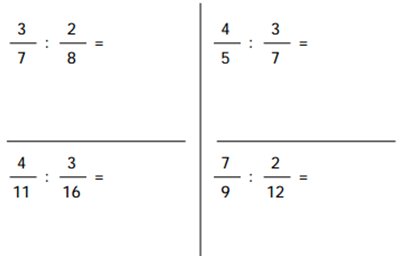 3/7 : 2/8 =
4/5 : 3/7 =
4/11 : 3/16 =
7/9 : 2/12 =